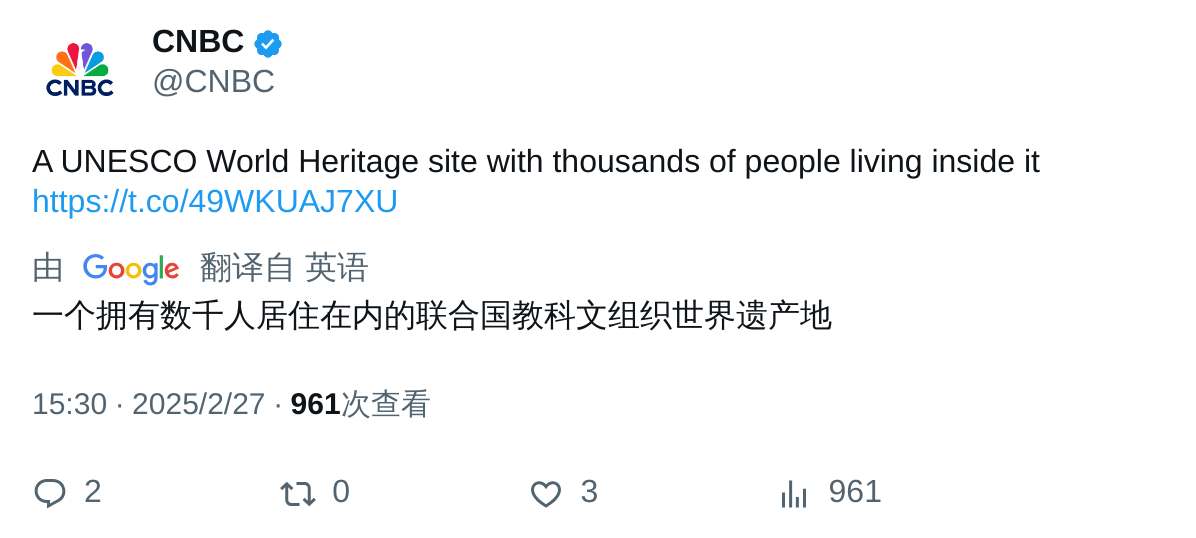 CNBC
CNBC
@CNBC
A UNESCO World Heritage site with thousands of people living inside it
https://t.co/49WKUAJ7XU
由 Google 翻译自 英语
一个拥有数千人居住在内的联合国教科文组织世界遗产地
15:30 · 2025/2/27 · 961次查看
2 0 3 961